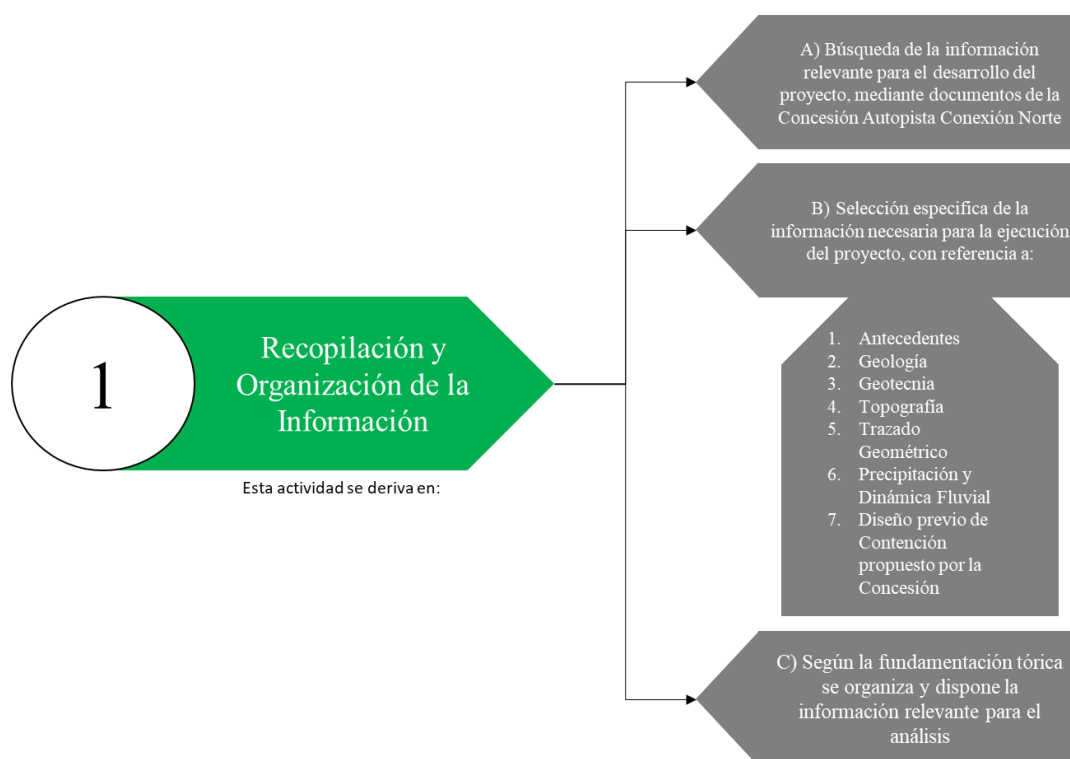 1
Recopilación y
Organización de la
Información
Esta actividad se deriva en:
A) Búsqueda de la información
relevante para el desarrollo del
proyecto, mediante documentos de la
Concesión Autopista Conexión Norte
B) Selección especifica de la
información necesaria para la ejecución
del proyecto, con referencia a:
1. Antecedentes
2. Geología
3. Geotecnia
4. Topografía
5. Trazado
Geométrico
6. Precipitación y
Dinámica Fluvial
7. Diseño previo de
Contención
propuesto por la
Concesión
C) Según la fundamentación tórica
se organiza y dispone la
información relevante para el
análisis